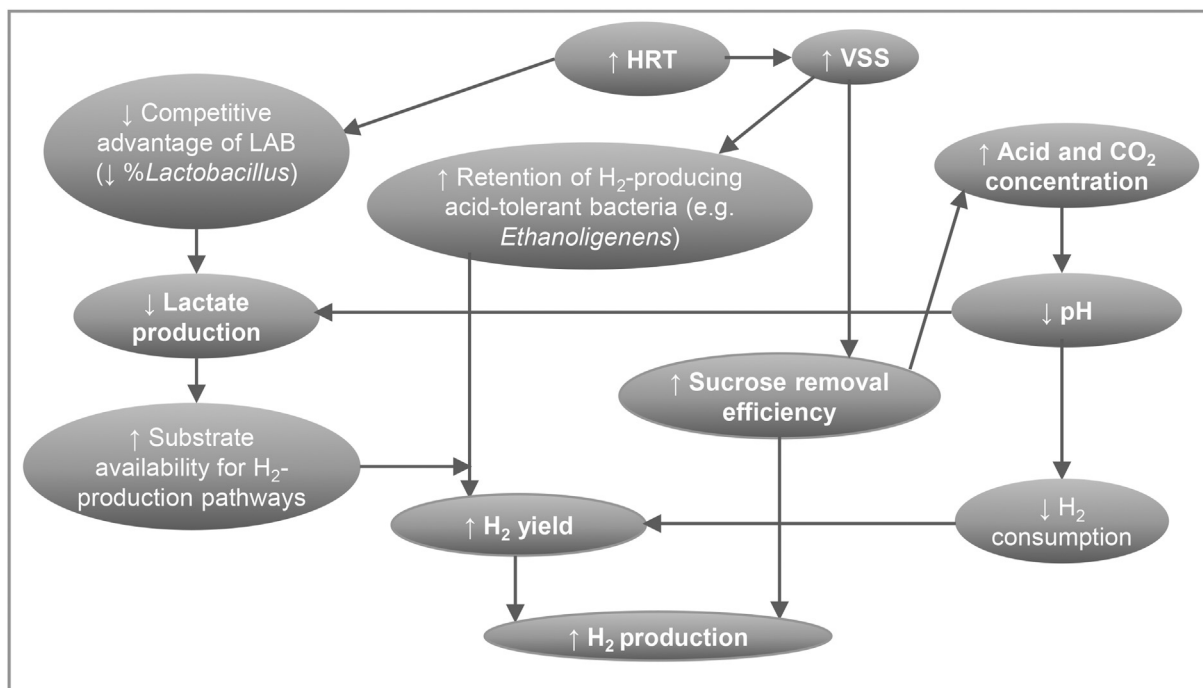 ↑ HRT
↑ VSS
↓ Competitive
advantage of LAB
(↓ %Lactobacillus)
↑ Retention of H₂-producing
acid-tolerant bacteria (e.g.
Ethanoligenens)
↑ Acid and CO₂
concentration
↓ Lactate
production
↓ pH
↑ Sucrose removal
efficiency
↑ Substrate
availability for H₂-
production pathways
↑ H₂ yield
↓ H₂
consumption
↑ H₂ production